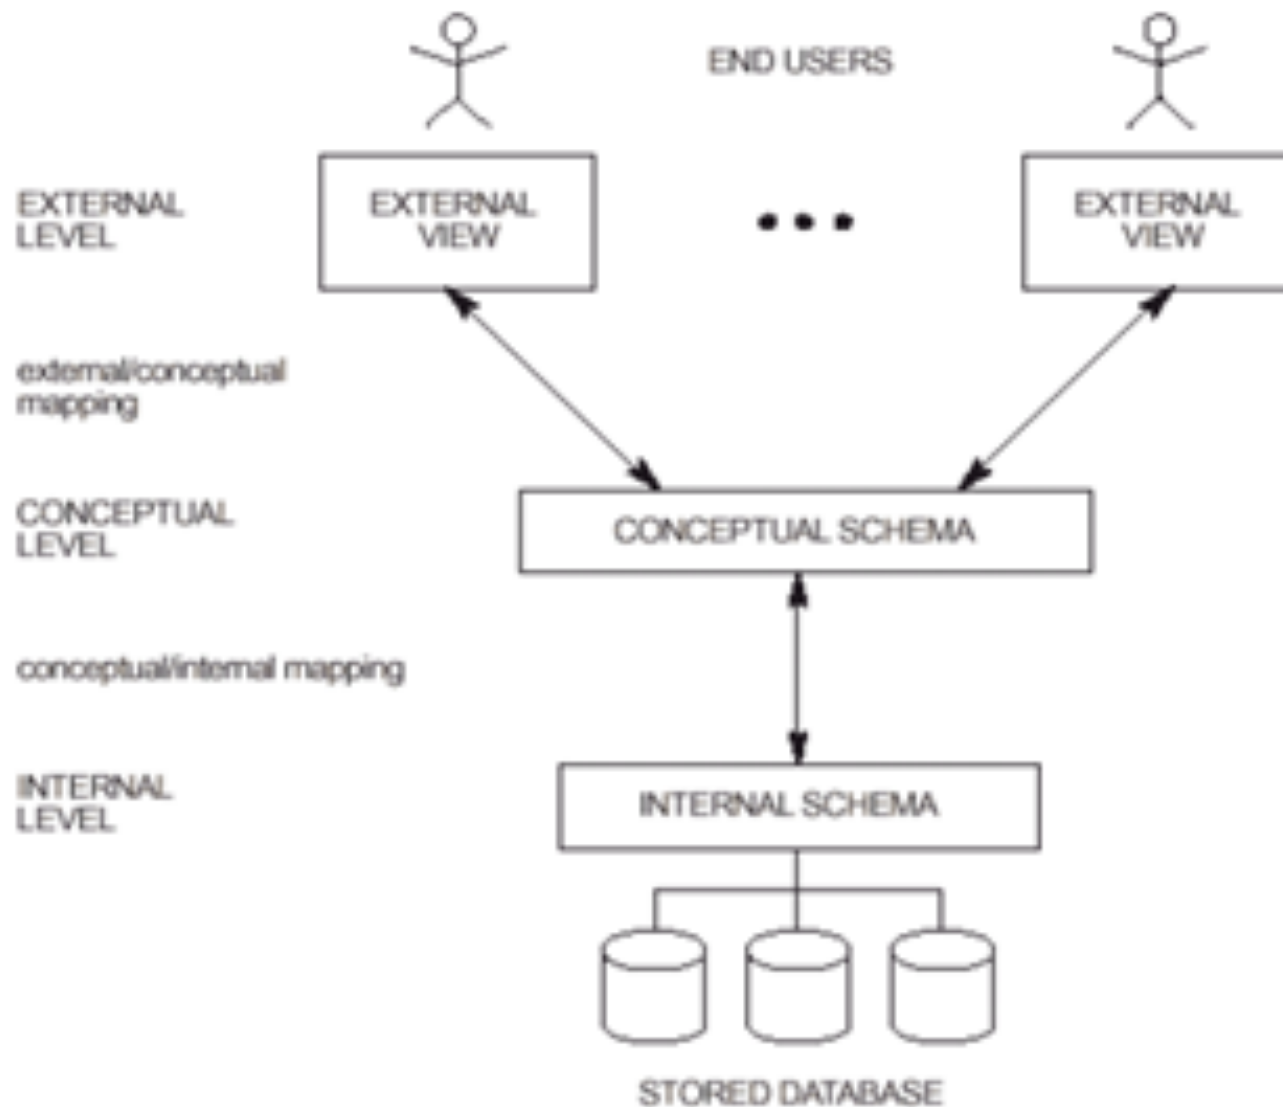 END USERS
EXTERNAL
LEVEL
EXTERNAL
VIEW
EXTERNAL
VIEW
external/conceptual
mapping
CONCEPTUAL
LEVEL
CONCEPTUAL SCHEMA
conceptual/internal mapping
INTERNAL
LEVEL
INTERNAL SCHEMA
STORED DATABASE